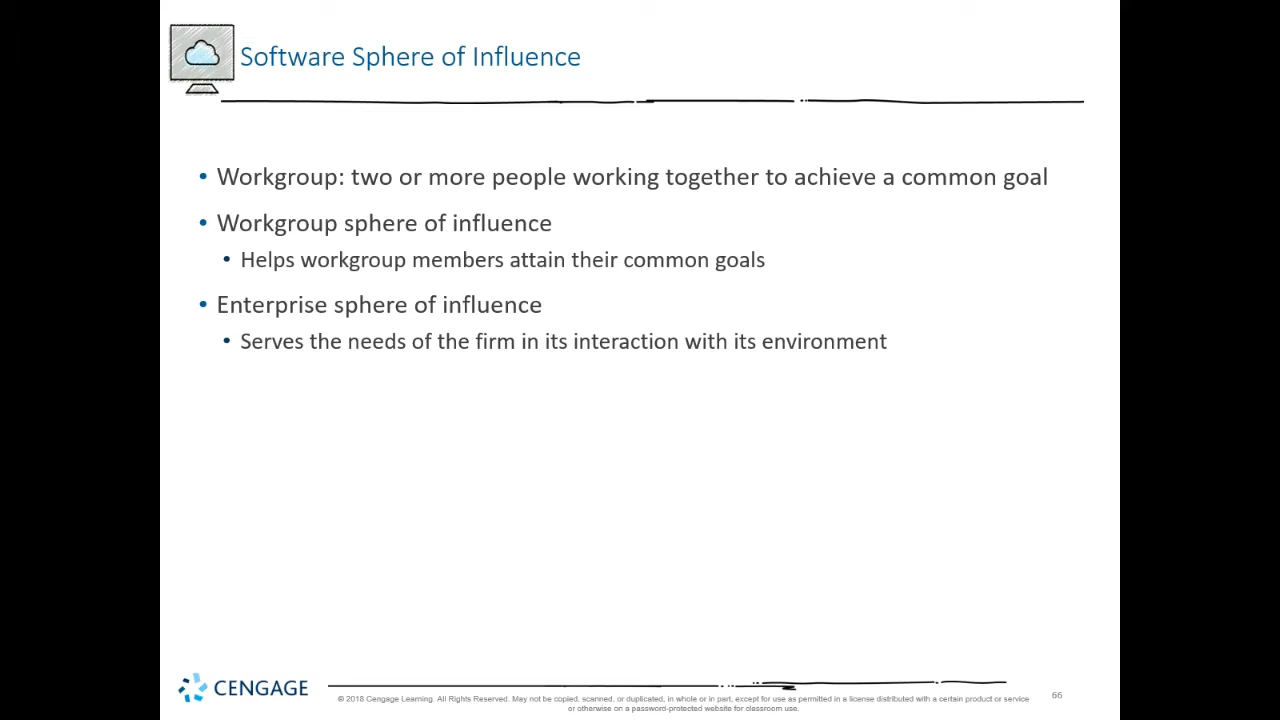 Software Sphere of Influence
• Workgroup: two or more people working together to achieve a common goal
• Workgroup sphere of influence
• Helps workgroup members attain their common goals
• Enterprise sphere of influence
• Serves the needs of the firm in its interaction with its environment
CENGAGE
© 2018 Cengage Learning. All Rights Reserved. May not be copied, scanned, or duplicated, in whole or in part, except for use as permitted in a license distributed with a certain product or service
or otherwise on a password-protected website for classroom use.
66